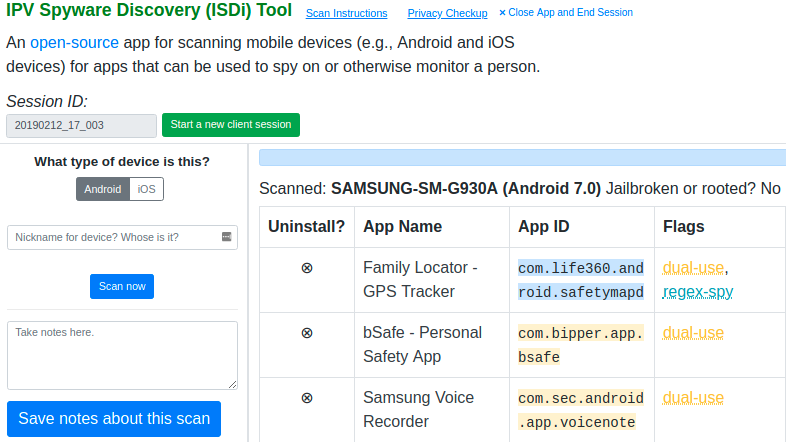 IPV Spyware Discovery (ISDi) Tool Scan Instructions Privacy Checkup ✕ Close App and End Session
An open-source app for scanning mobile devices (e.g., Android and iOS
devices) for apps that can be used to spy on or otherwise monitor a person.
Session ID:
20190212_17_003 Start a new client session
What type of device is this?
Android iOS
Nickname for device? Whose is it?
Scan now
Take notes here.
Save notes about this scan
Scanned: SAMSUNG-SM-G930A (Android 7.0) Jailbroken or rooted? No
Uninstall? App Name App ID Flags
⊗ Family Locator - com.life360.and dual-use,
GPS Tracker roid.safetymapd regex-spy
⊗ bSafe - Personal com.bipper.app. dual-use
Safety App bsafe
⊗ Samsung Voice com.sec.android dual-use
Recorder .app.voicenote